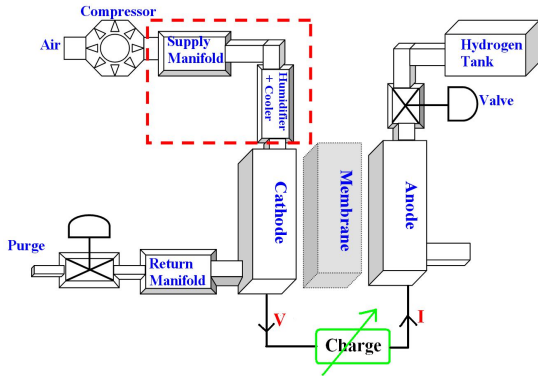 Compressor
Air
Supply
Manifold
Humidifier
+ Cooler
Hydrogen
Tank
Valve
Cathode
Membrane
Anode
Purge
Return
Manifold
V
I
Charge